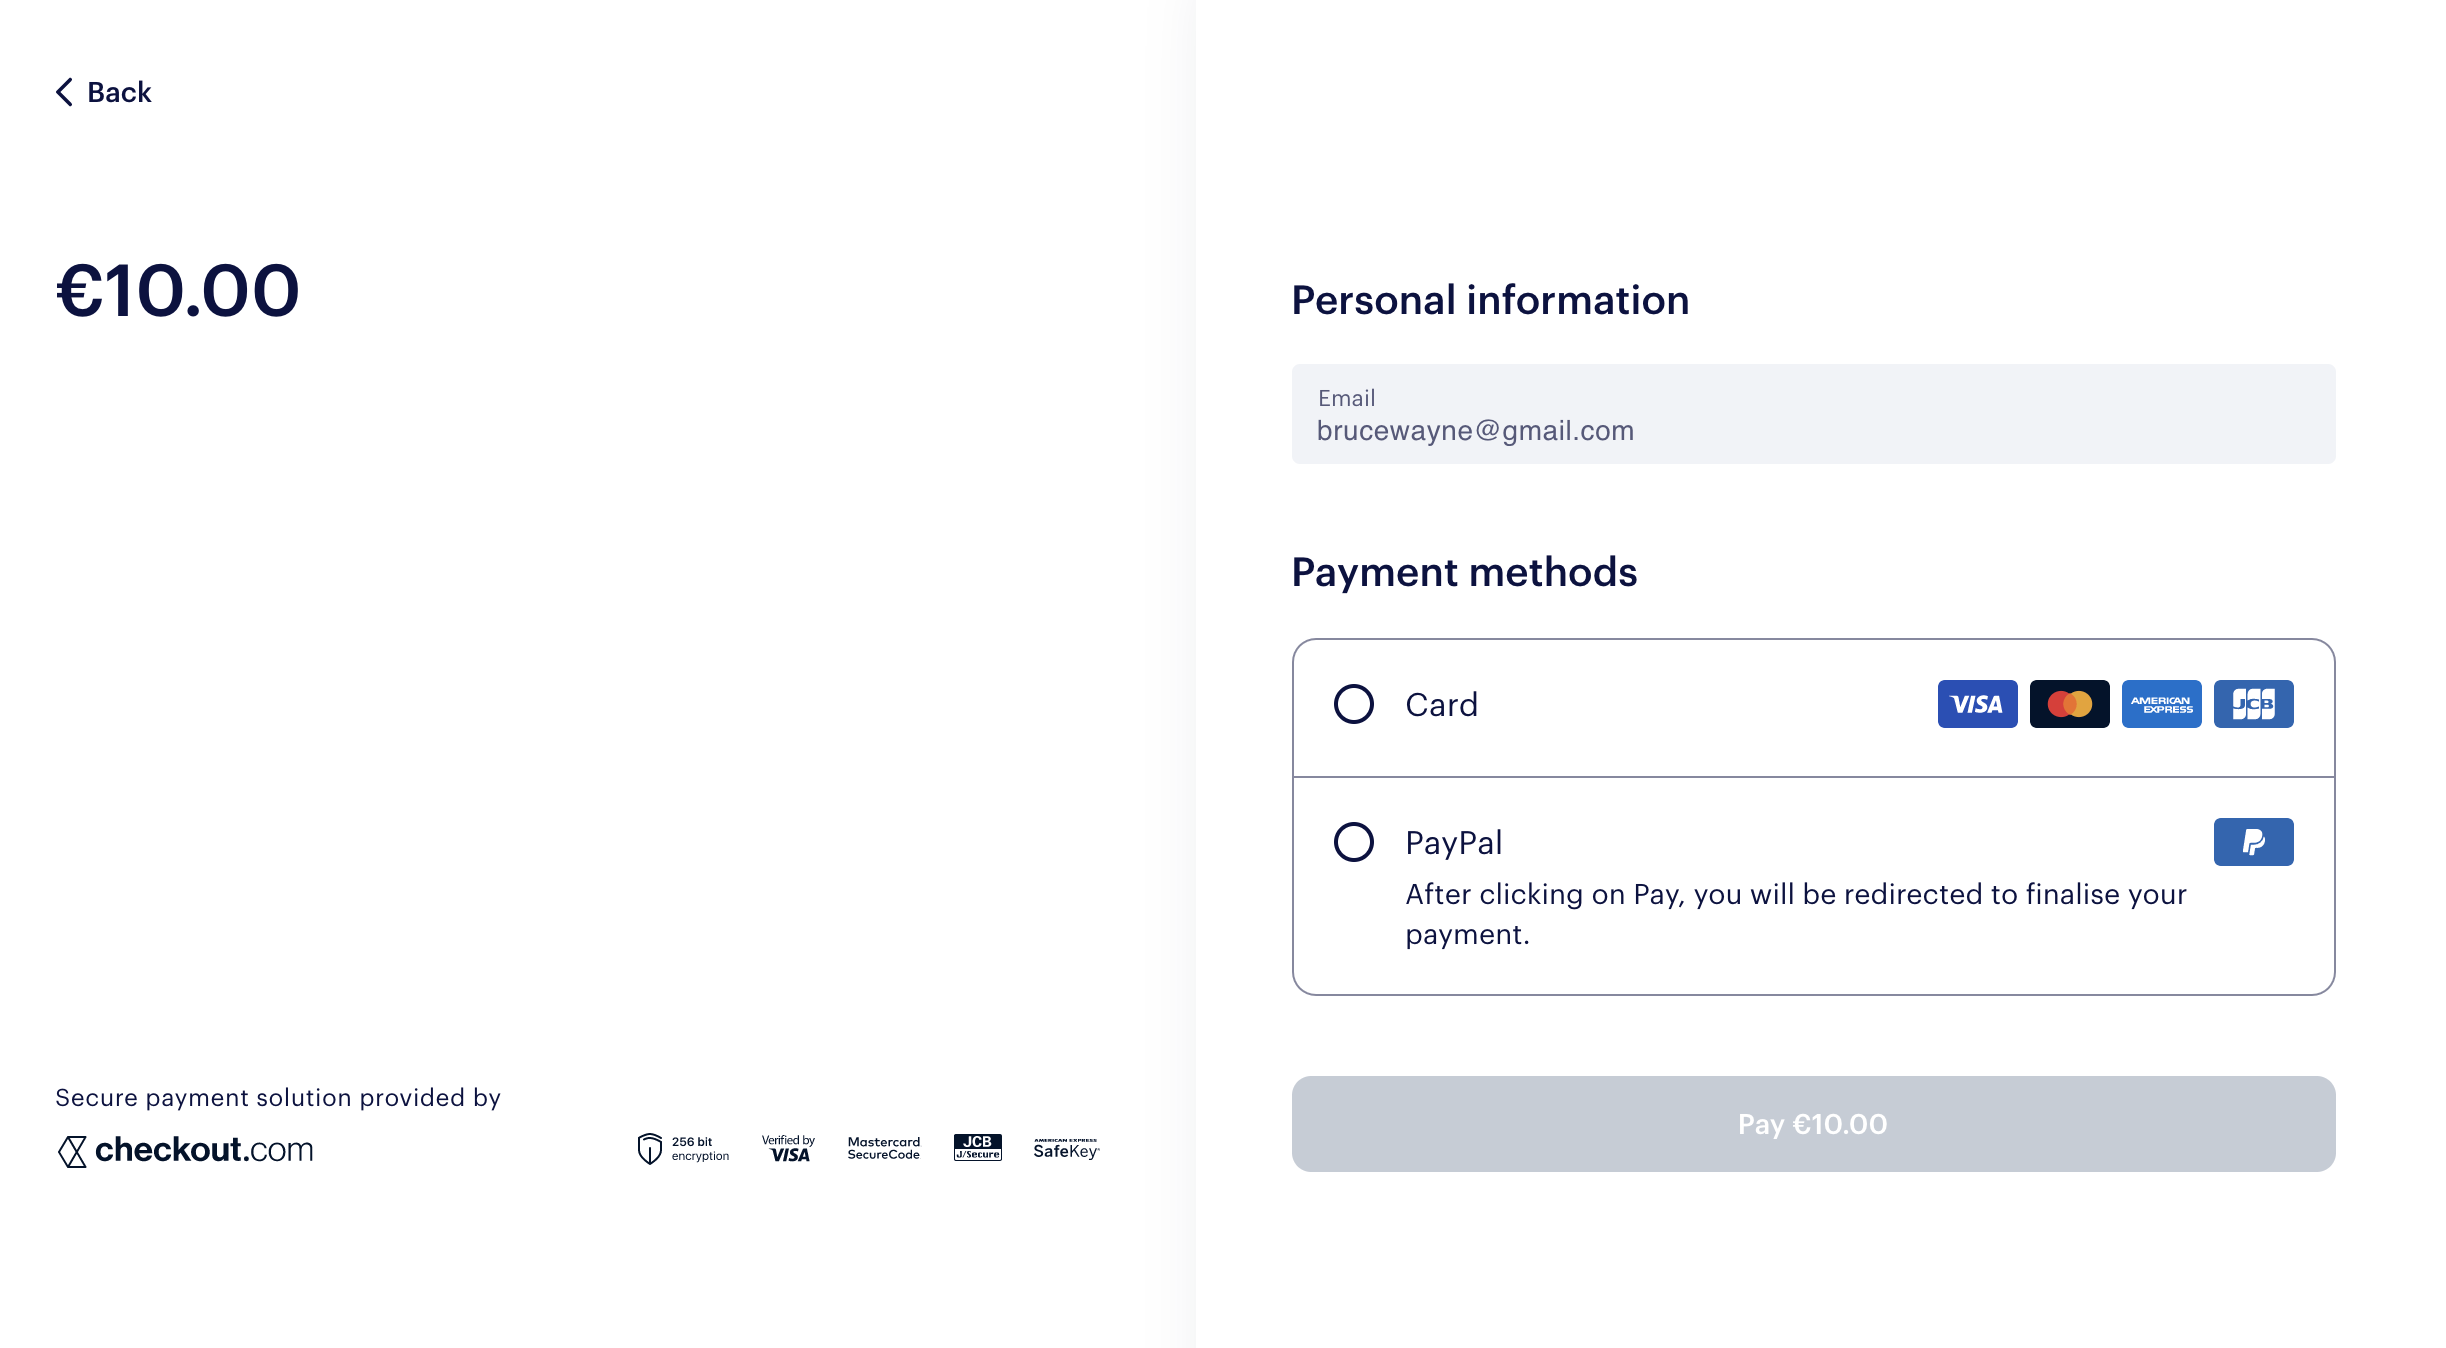 Back
€10.00
Personal information
Email
brucewayne@gmail.com
Payment methods
Card
VISA
AMERICAN
EXPRESS
JCB
PayPal
After clicking on Pay, you will be redirected to finalise your
payment.
Pay €10.00
Secure payment solution provided by
checkout.com
256 bit
encryption
Verified by
VISA
Mastercard
SecureCode
JCB
J/Secure
AMERICAN EXPRESS
SafeKey